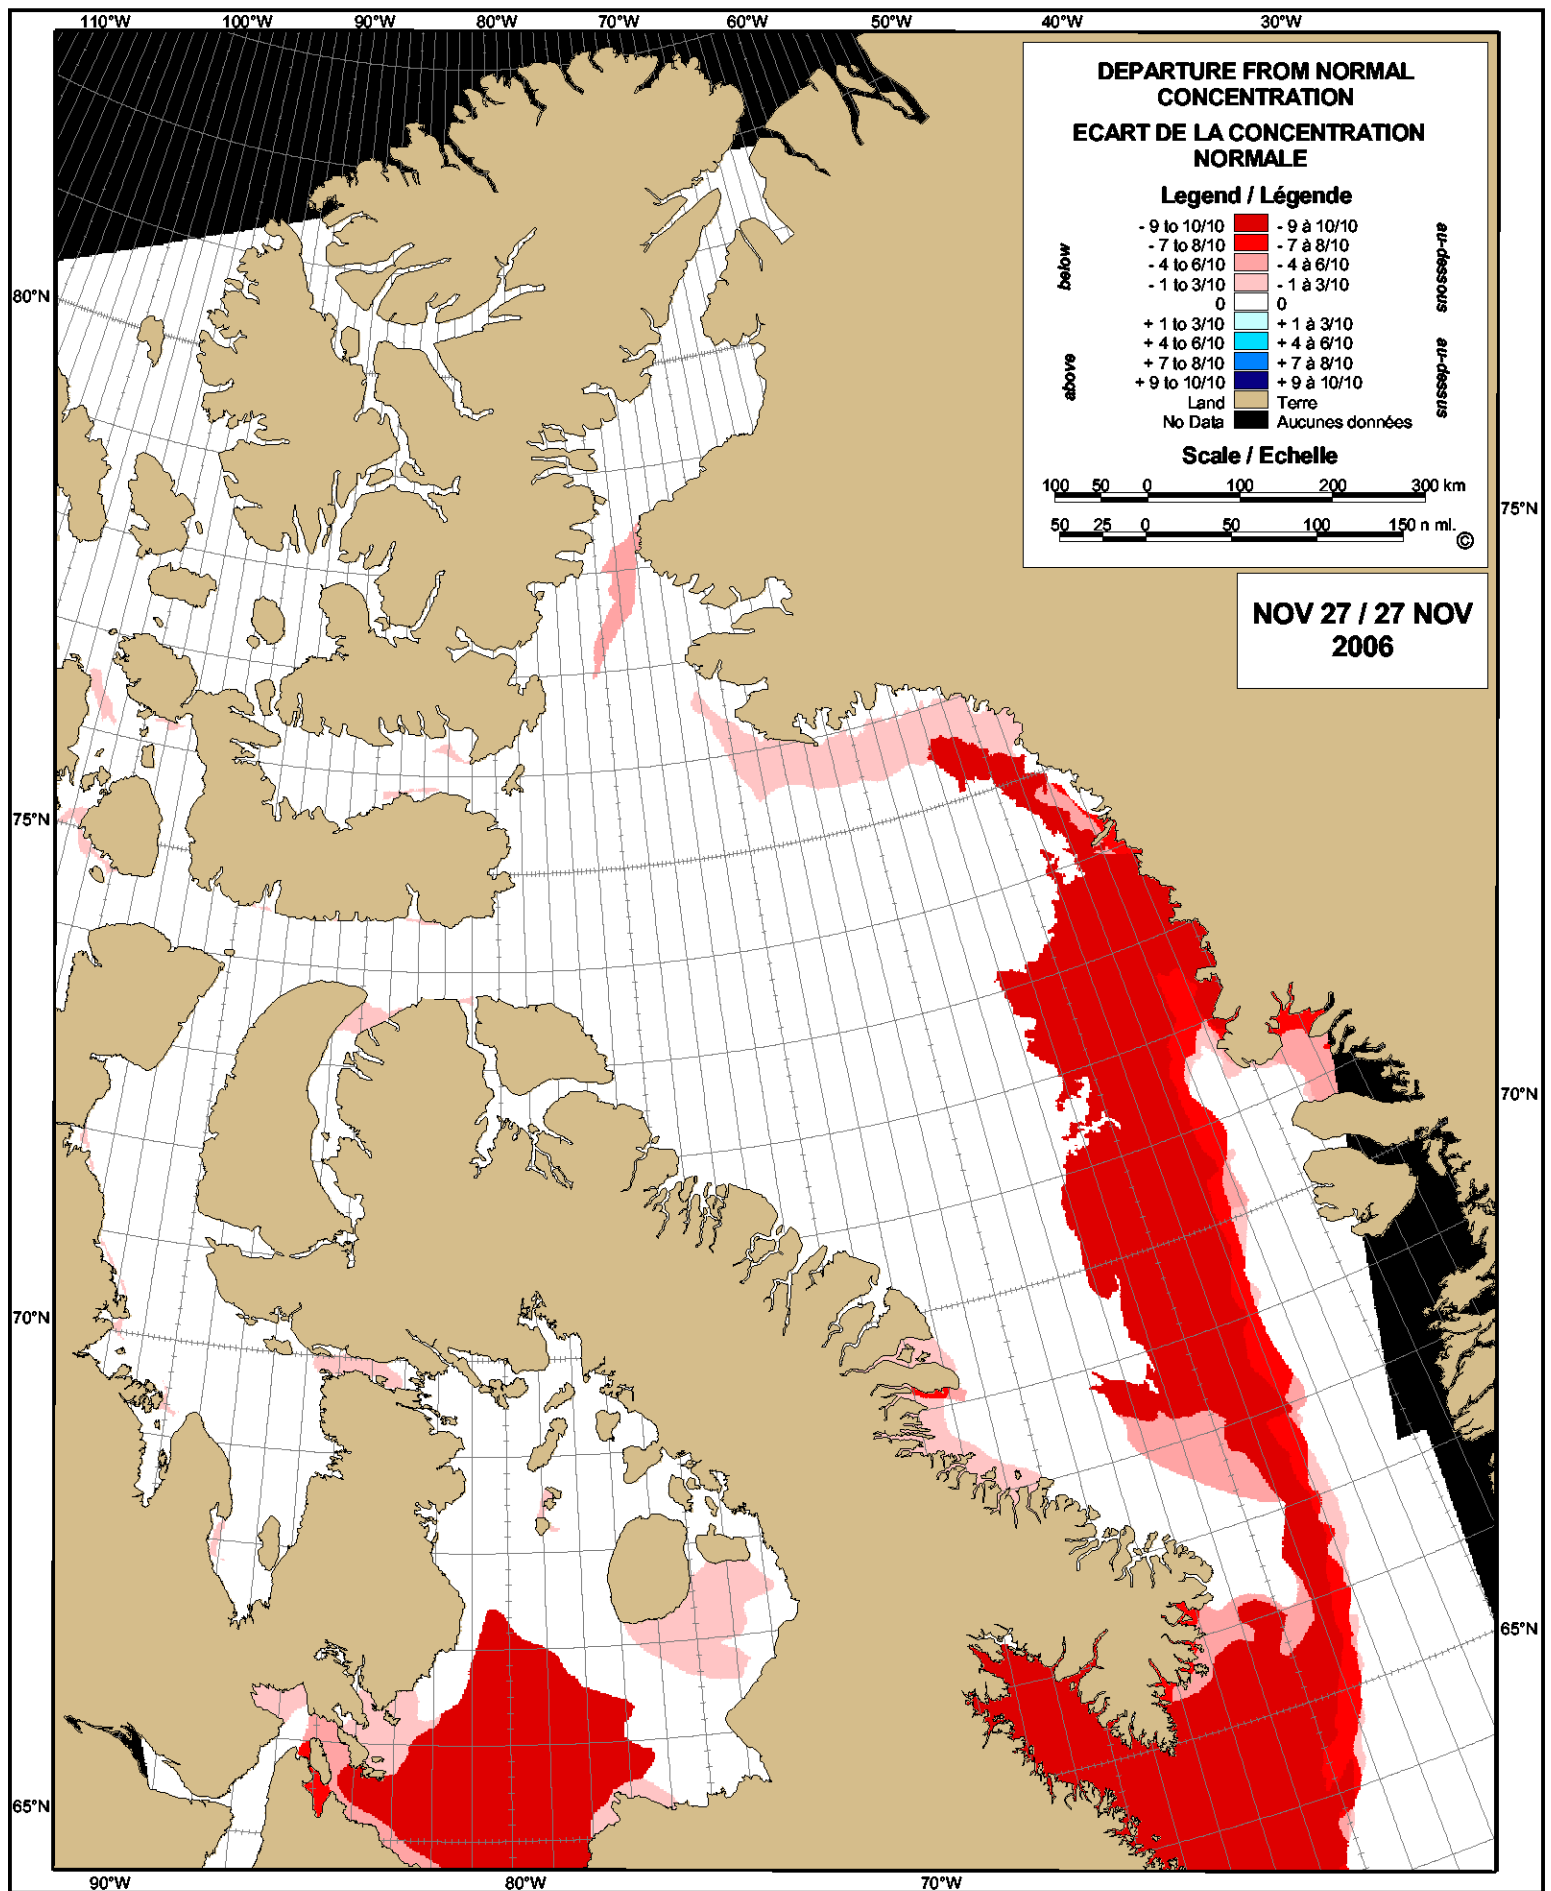 110°W 100°W 90°W 80°W 70°W 60°W 50°W 40°W 30°W
DEPARTURE FROM NORMAL
CONCENTRATION
ECART DE LA CONCENTRATION
NORMALE
Legend / Légende
- 9 to 10/10 - 9 à 10/10
- 7 to 8/10 - 7 à 8/10
- 4 to 6/10 - 4 à 6/10
- 1 to 3/10 - 1 à 3/10
0 0
+ 1 to 3/10 + 1 à 3/10
+ 4 to 6/10 + 4 à 6/10
+ 7 to 8/10 + 7 à 8/10
+ 9 to 10/10 + 9 à 10/10
Land Terre
No Data Aucunes données
below
above
au-dessous
au-dessus
Scale / Echelle
100 50 0 100 200 300 km
50 25 0 50 100 150 n mi.
©
NOV 27 / 27 NOV
2006
80°N
75°N
70°N
65°N
75°N
70°N
65°N
90°W 80°W 70°W